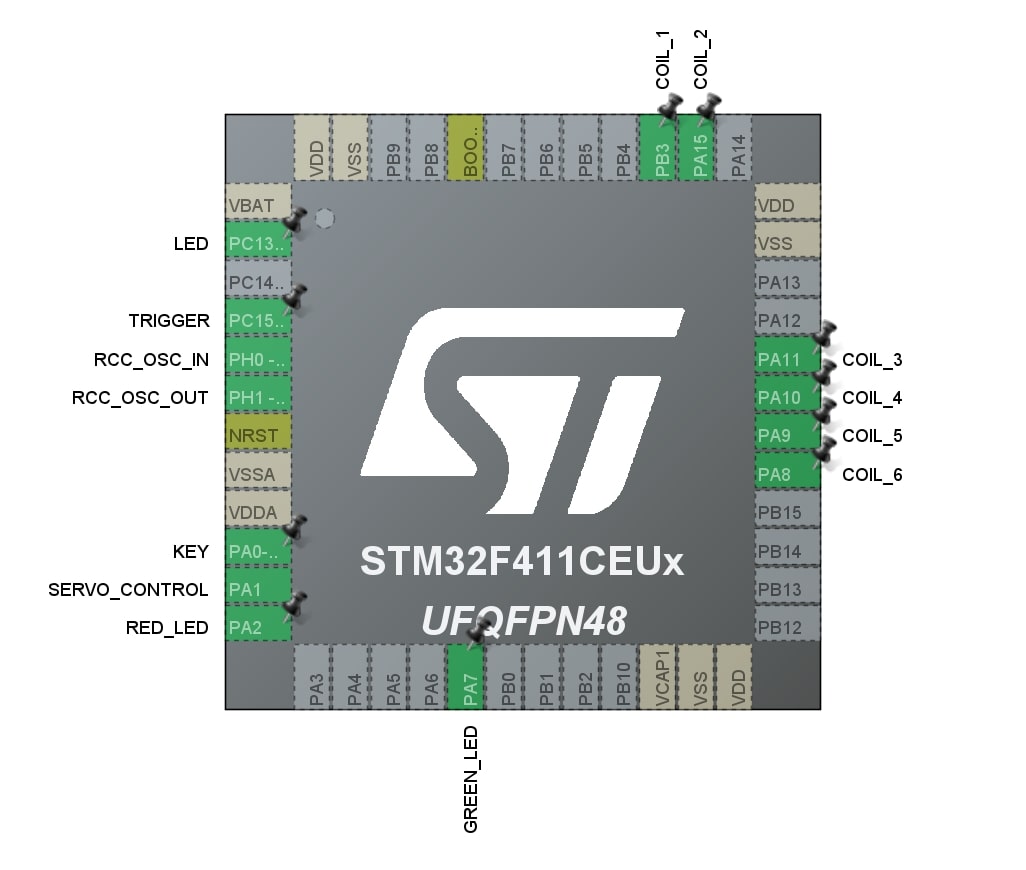 COIL_1
COIL_2
VDD
VSS
PB9
PB8
BOO..
PB7
PB6
PB5
PB4
PB3
PA15
PA14
VBAT
LED
PC13..
PC14..
TRIGGER
PC15..
RCC_OSC_IN
PH0 -..
RCC_OSC_OUT
PH1 -..
NRST
VSSA
VDDA
KEY
PA0-..
SERVO_CONTROL
PA1
RED_LED
PA2
VDD
VSS
PA13
PA12
PA11
COIL_3
PA10
COIL_4
PA9
COIL_5
PA8
COIL_6
PB15
PB14
PB13
PB12
ST
STM32F411CEUx
UFQFPN48
PA3
PA4
PA5
PA6
PA7
PB0
PB1
PB2
PB10
VCAP1
VSS
VDD
GREEN_LED